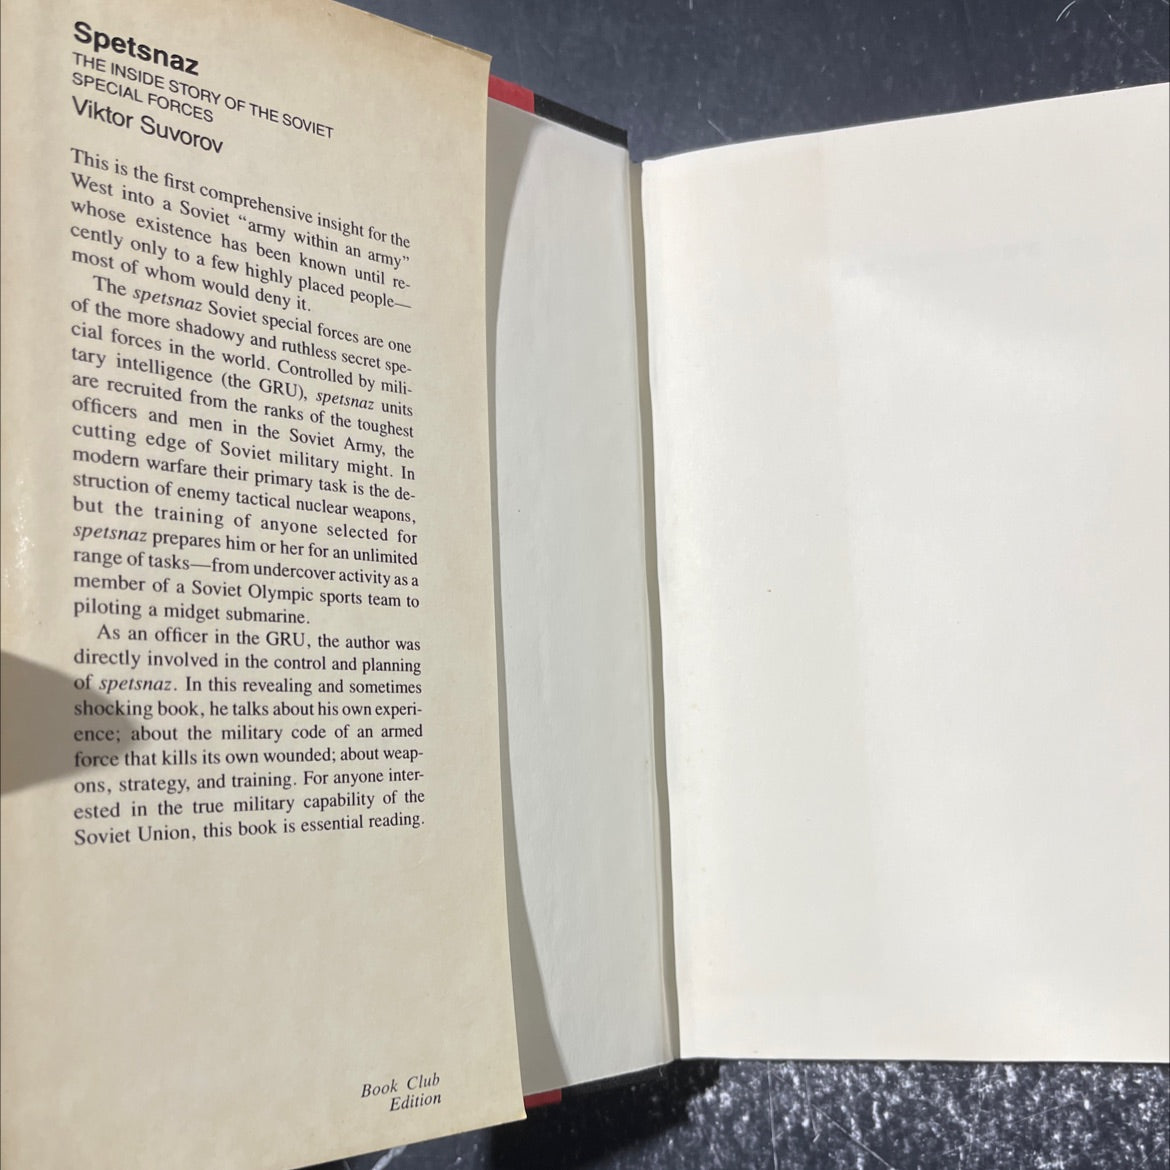 Spetsnaz
THE INSIDE STORY OF THE SOVIET
SPECIAL FORCES
Viktor Suvorov
This is the first comprehensive insight for the
West into a Soviet “army within an army”
whose existence has been known until re-
cently only to a few highly placed people—
most of whom would deny it.
The spetsnaz Soviet special forces are one
of the more shadowy and ruthless secret spe-
cial forces in the world. Controlled by mili-
tary intelligence (the GRU), spetsnaz units
are recruited from the ranks of the toughest
officers and men in the Soviet Army, the
cutting edge of Soviet military might. In
modern warfare their primary task is the de-
struction of enemy tactical nuclear weapons,
but the training of anyone selected for
spetsnaz prepares him or her for an unlimited
range of tasks—from undercover activity as a
member of a Soviet Olympic sports team to
piloting a midget submarine.
As an officer in the GRU, the author was
directly involved in the control and planning
of spetsnaz. In this revealing and sometimes
shocking book, he talks about his own experi-
ence; about the military code of an armed
force that kills its own wounded; about weap-
ons, strategy, and training. For anyone inter-
ested in the true military capability of the
Soviet Union, this book is essential reading.
Book Club
Edition